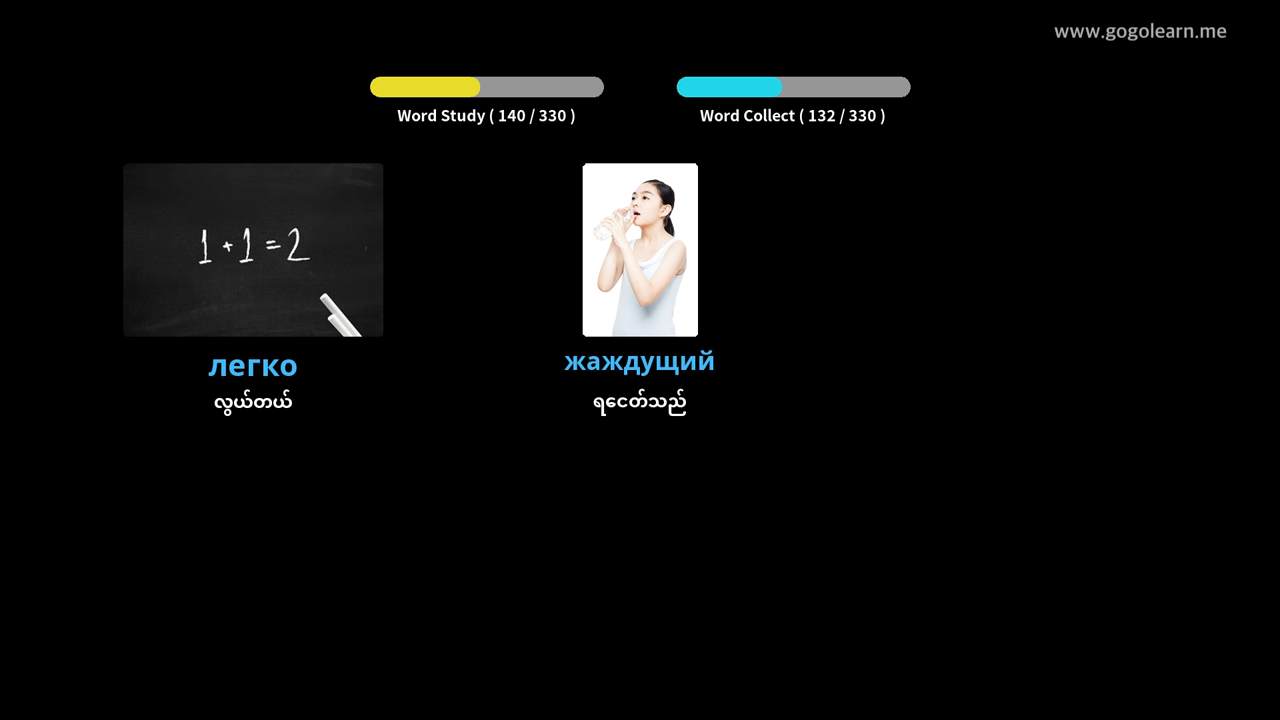 www.gogolearn.me
Word Study ( 140 / 330 )
Word Collect ( 132 / 330 )
1 + 1 = 2
легко
жаждущий
လွယ်တယ်
ရငေတ်သည်